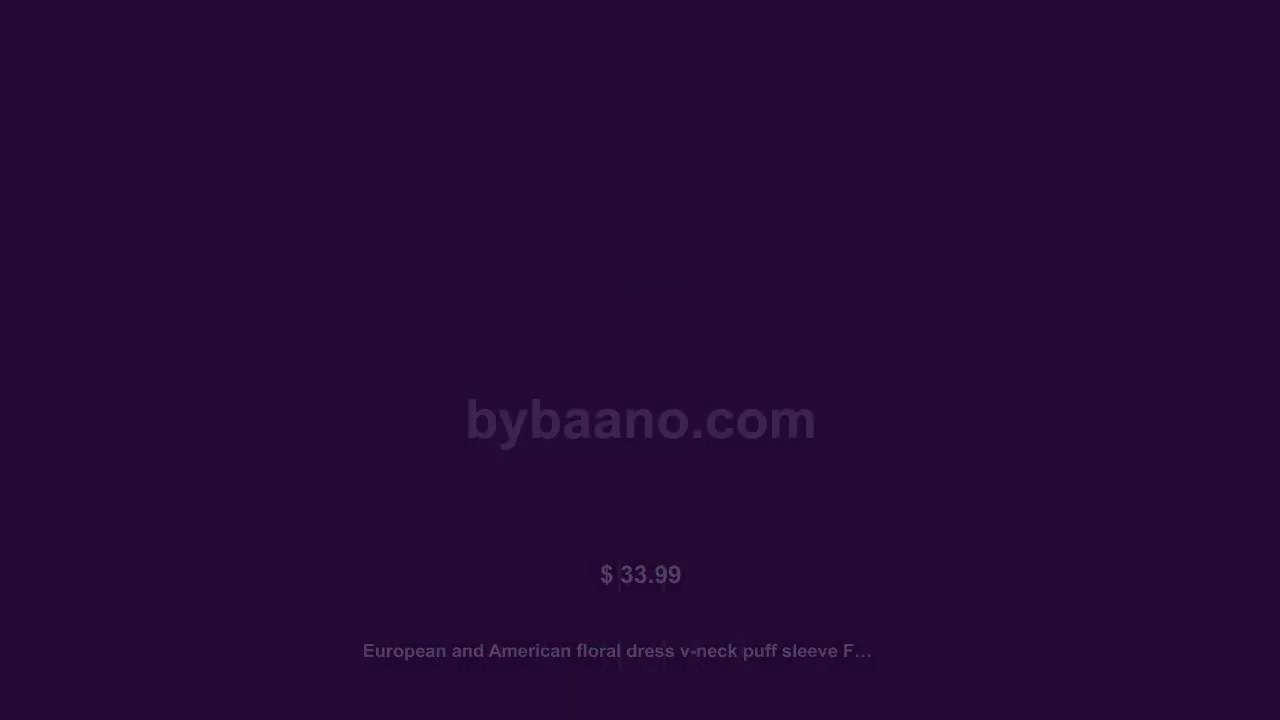 bybaano.com
$ 33.99
European and American floral dress v-neck puff sleeve F...